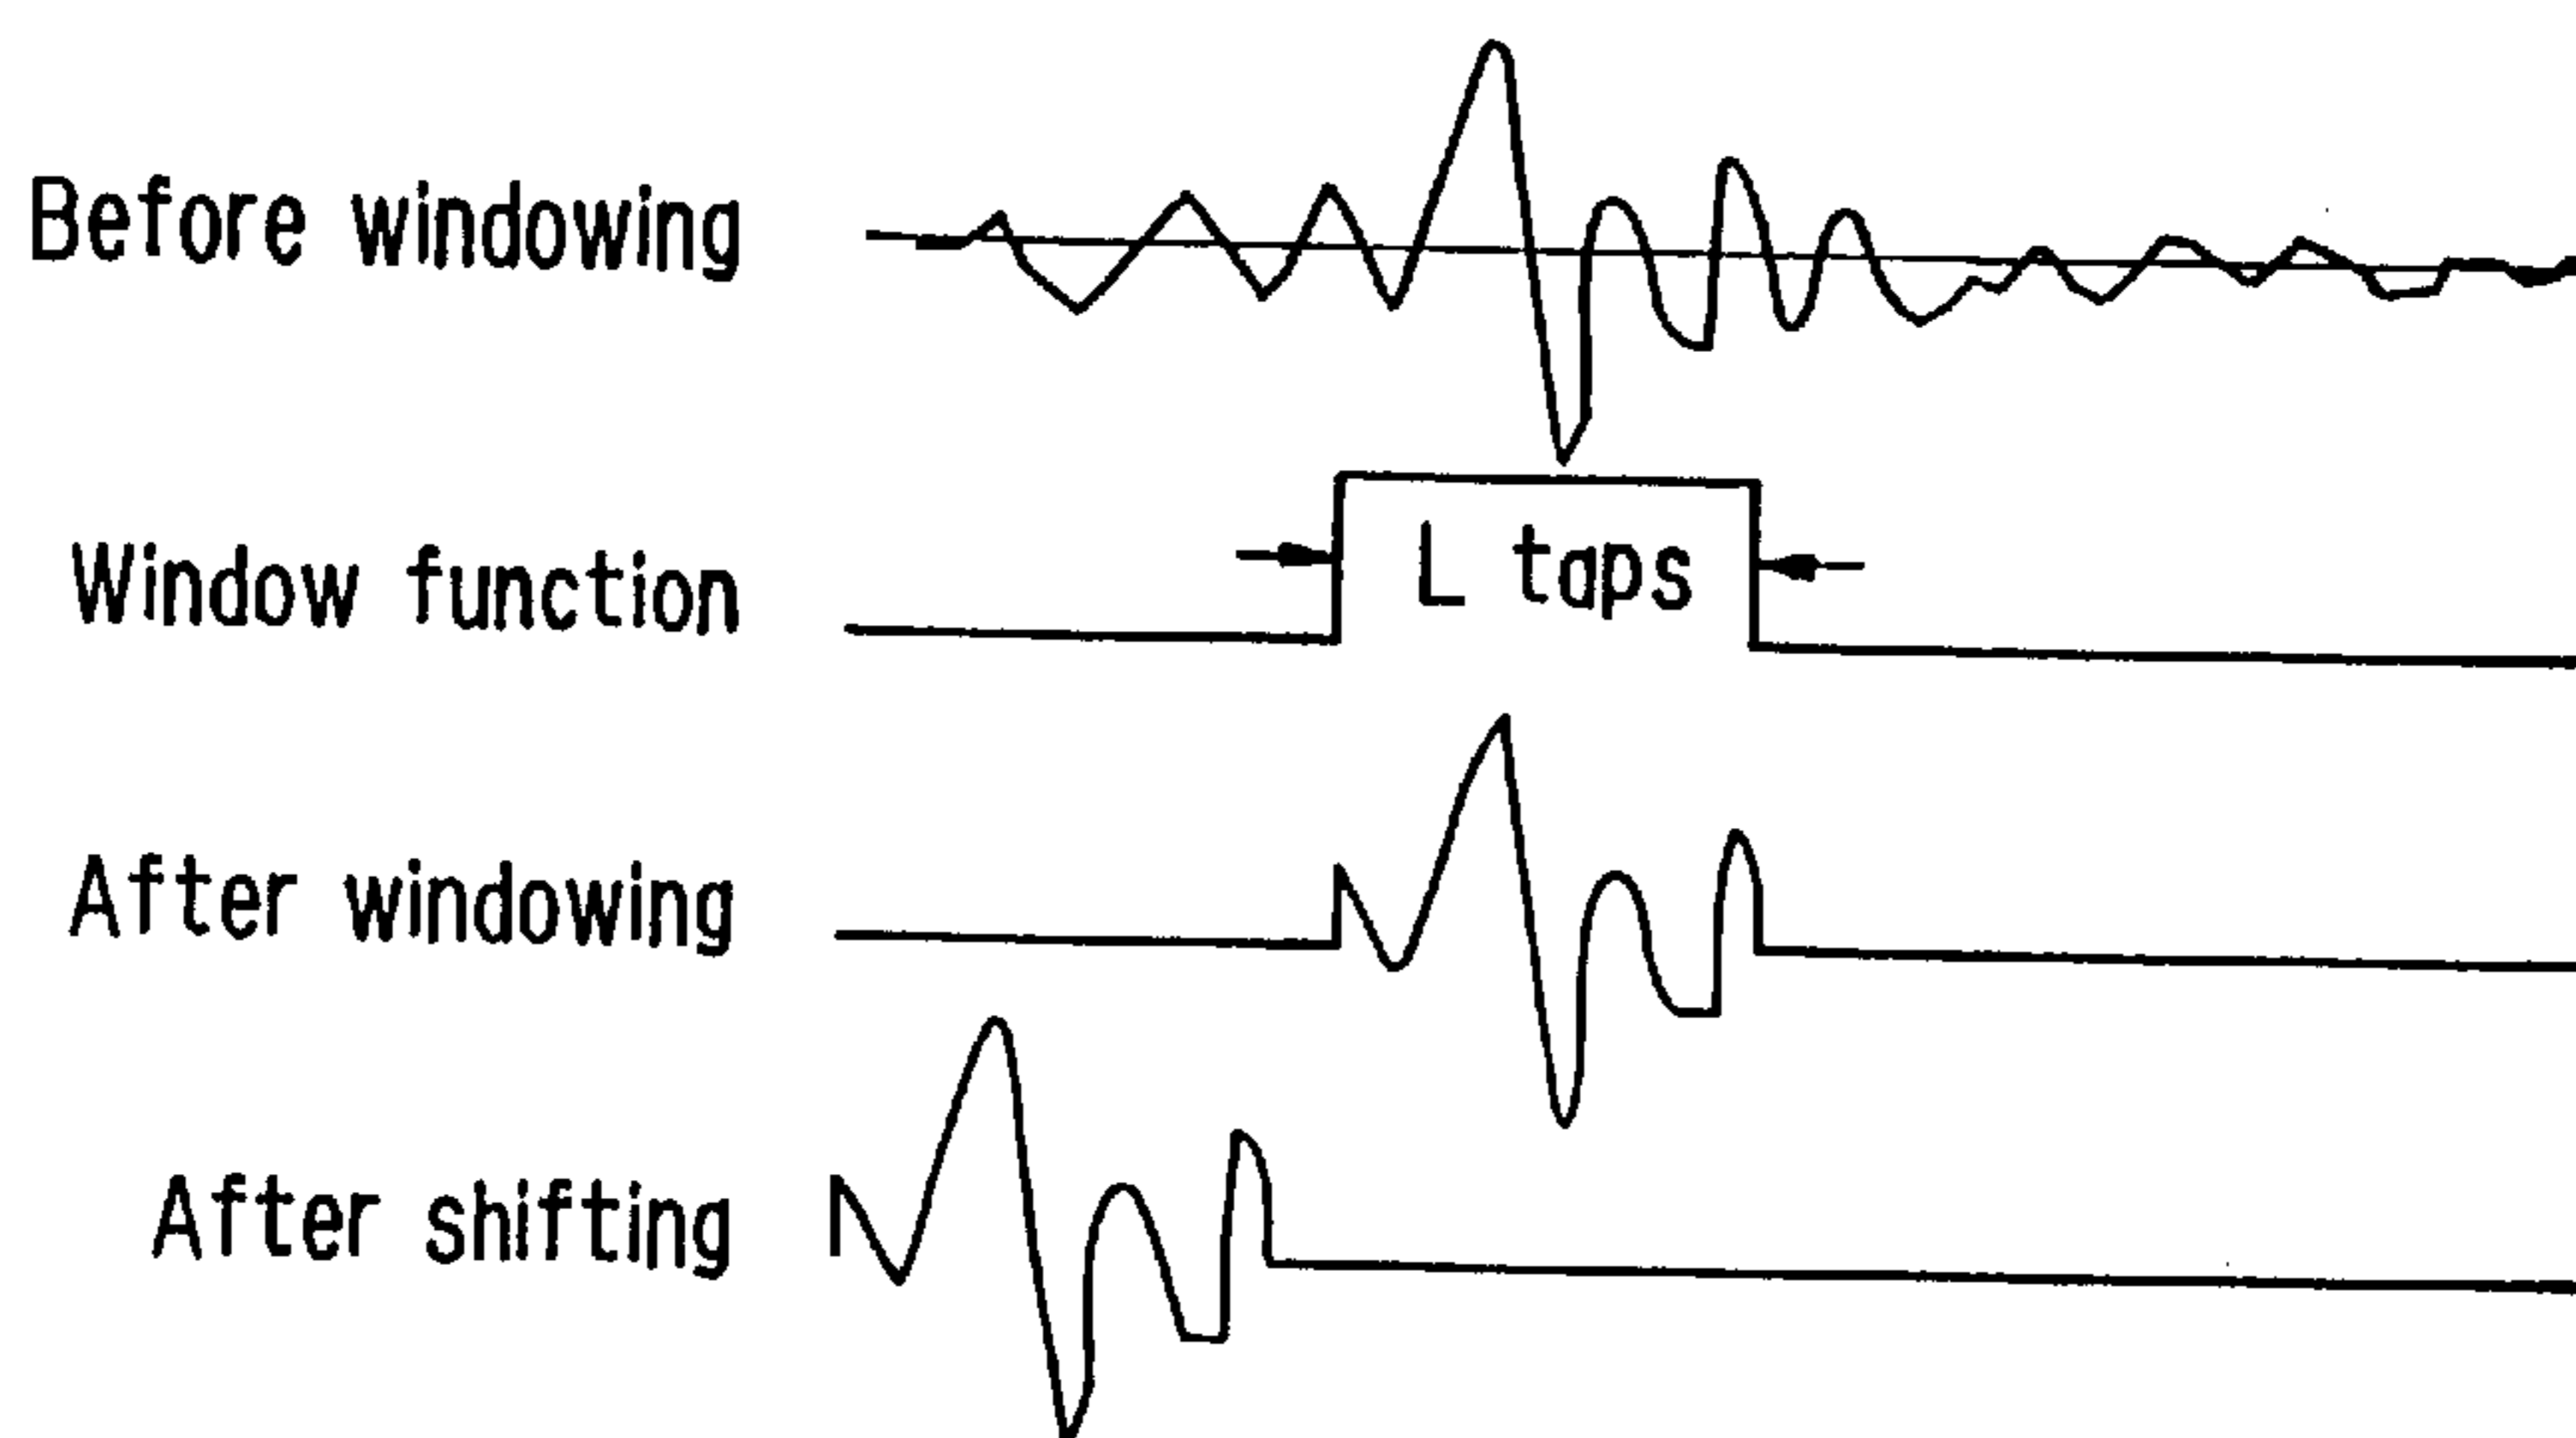 Before windowing
Window function
L taps
After windowing
After shifting